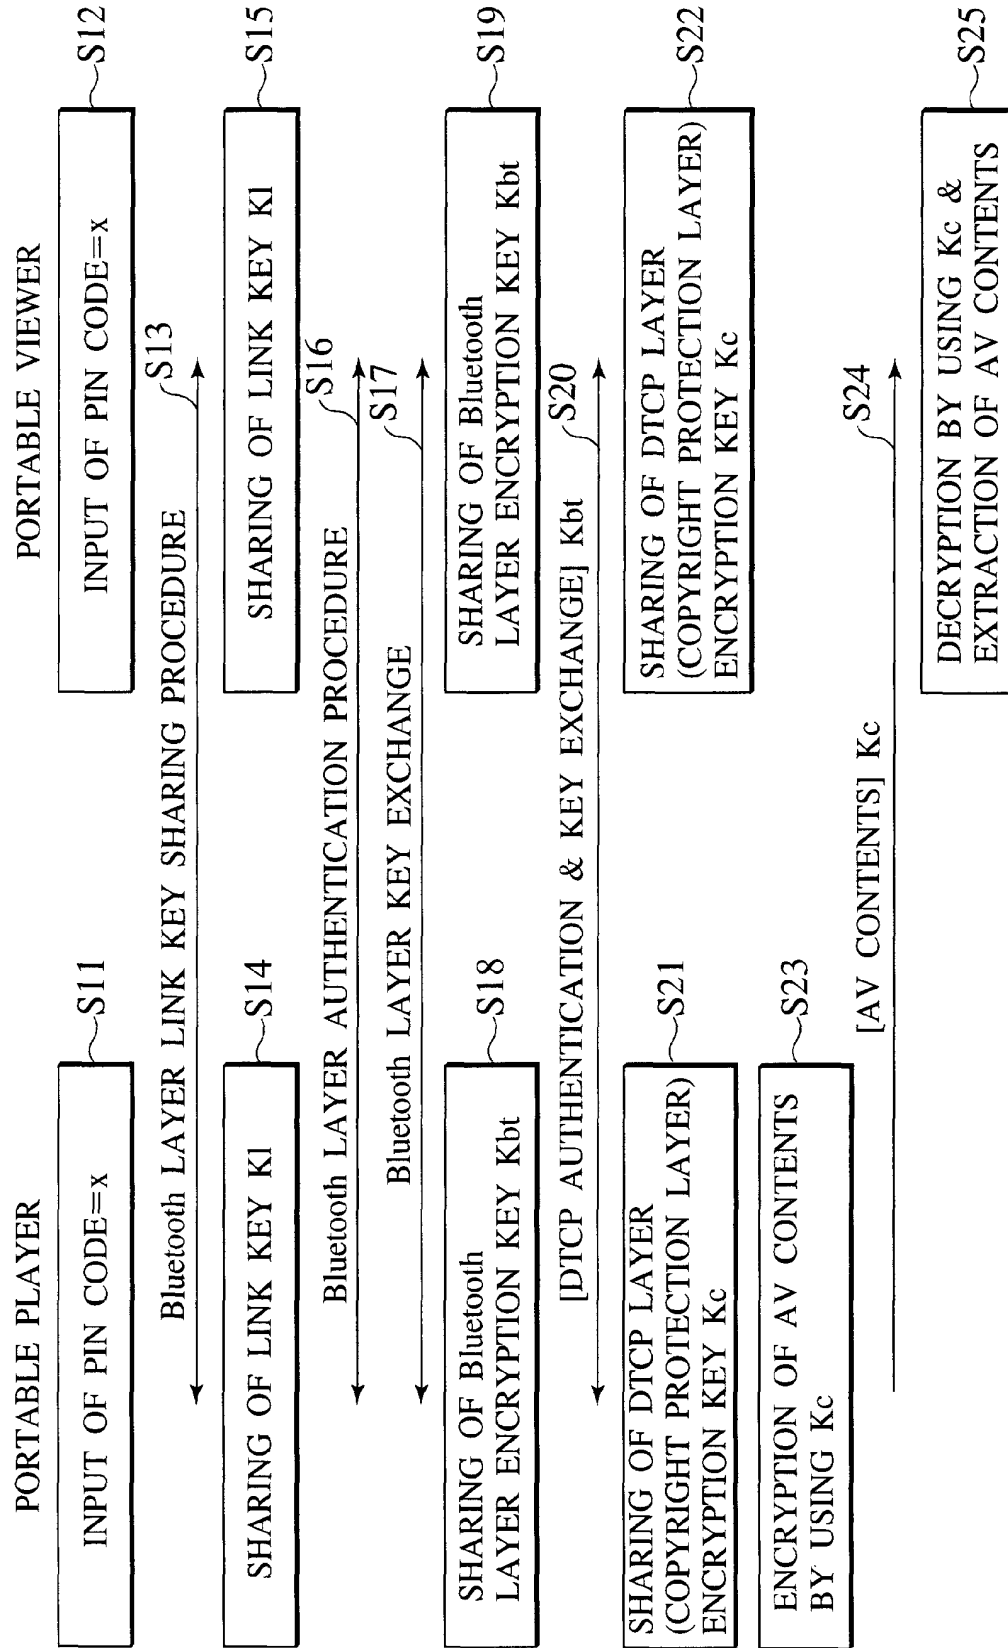 PORTABLE PLAYER
PORTABLE VIEWER
INPUT OF PIN CODE=x
S11
INPUT OF PIN CODE=x
S12
Bluetooth LAYER LINK KEY SHARING PROCEDURE
S13
SHARING OF LINK KEY Kl
S14
SHARING OF LINK KEY Kl
S15
Bluetooth LAYER AUTHENTICATION PROCEDURE
S16
Bluetooth LAYER KEY EXCHANGE
S17
SHARING OF Bluetooth
LAYER ENCRYPTION KEY Kbt
S18
SHARING OF Bluetooth
LAYER ENCRYPTION KEY Kbt
S19
[DTCP AUTHENTICATION & KEY EXCHANGE] Kbt
S20
SHARING OF DTCP LAYER
(COPYRIGHT PROTECTION LAYER)
ENCRYPTION KEY Kc
S21
SHARING OF DTCP LAYER
(COPYRIGHT PROTECTION LAYER)
ENCRYPTION KEY Kc
S22
ENCRYPTION OF AV CONTENTS
BY USING Kc
S23
[AV CONTENTS] Kc
S24
DECRYPTION BY USING Kc &
EXTRACTION OF AV CONTENTS
S25